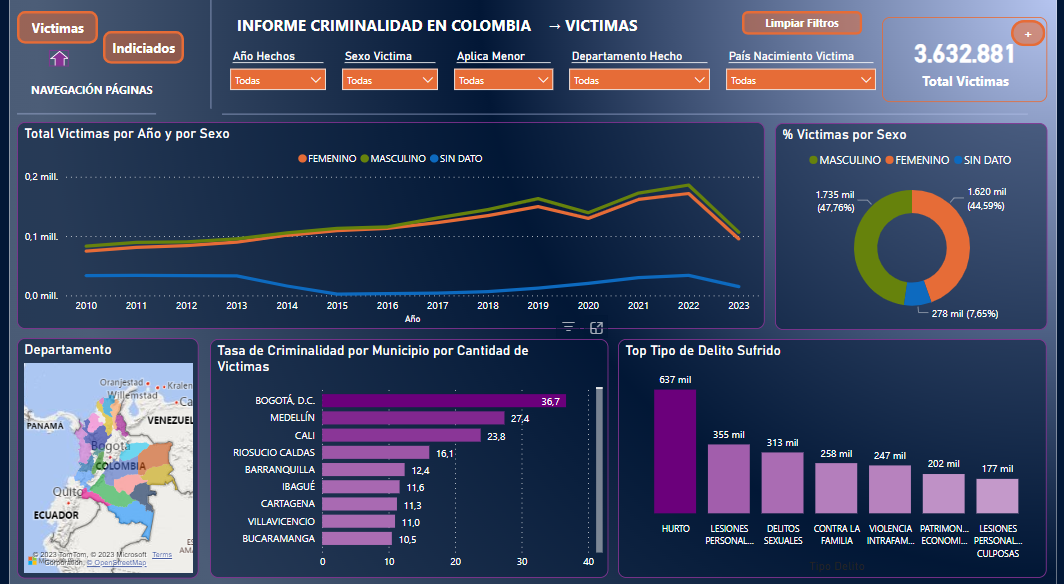 Victimas
Indiciados
NAVEGACIÓN PÁGINAS
INFORME CRIMINALIDAD EN COLOMBIA → VICTIMAS
Limpiar Filtros
Año Hechos
Todas
Sexo Victima
Todas
Aplica Menor
Todas
Departamento Hecho
Todas
País Nacimiento Victima
Todas
+
3.632.881
Total Victimas
Total Victimas por Año y por Sexo
FEMENINO MASCULINO SIN DATO
0,2 mill.
0,1 mill.
0,0 mill.
2010 2011 2012 2013 2014 2015 2016 2017 2018 2019 2020 2021 2022 2023
Año
% Victimas por Sexo
MASCULINO FEMENINO SIN DATO
1.735 mil
(47,76%)
1.620 mil
(44,59%)
278 mil (7,65%)
Departamento
Oranjestad
Kralen
Willemstad
Ca
PANAMA
VENEZUEL
Bogotá
COLOMBIA
Quito
ECUADOR
© 2023 TomTom, © 2023 Microsoft Terms
Microsoft Corporation, © OpenStreetMap
Tasa de Criminalidad por Municipio por Cantidad de
Victimas
BOGOTÁ, D.C. 36,7
MEDELLÍN 27,4
CALI 23,8
RIOSUCIO CALDAS 16,1
BARRANQUILLA 12,4
IBAGUÉ 11,6
CARTAGENA 11,3
VILLAVICENCIO 11,0
BUCARAMANGA 10,5
0 10 20 30 40
Top Tipo de Delito Sufrido
637 mil
355 mil
313 mil
258 mil
247 mil
202 mil
177 mil
HURTO
LESIONES
PERSONAL...
DELITOS
SEXUALES
CONTRA LA
FAMILIA
VIOLENCIA
INTRAFAM...
PATRIMON...
ECONOMI...
LESIONES
PERSONAL...
CULPOSAS
Tipo Delito